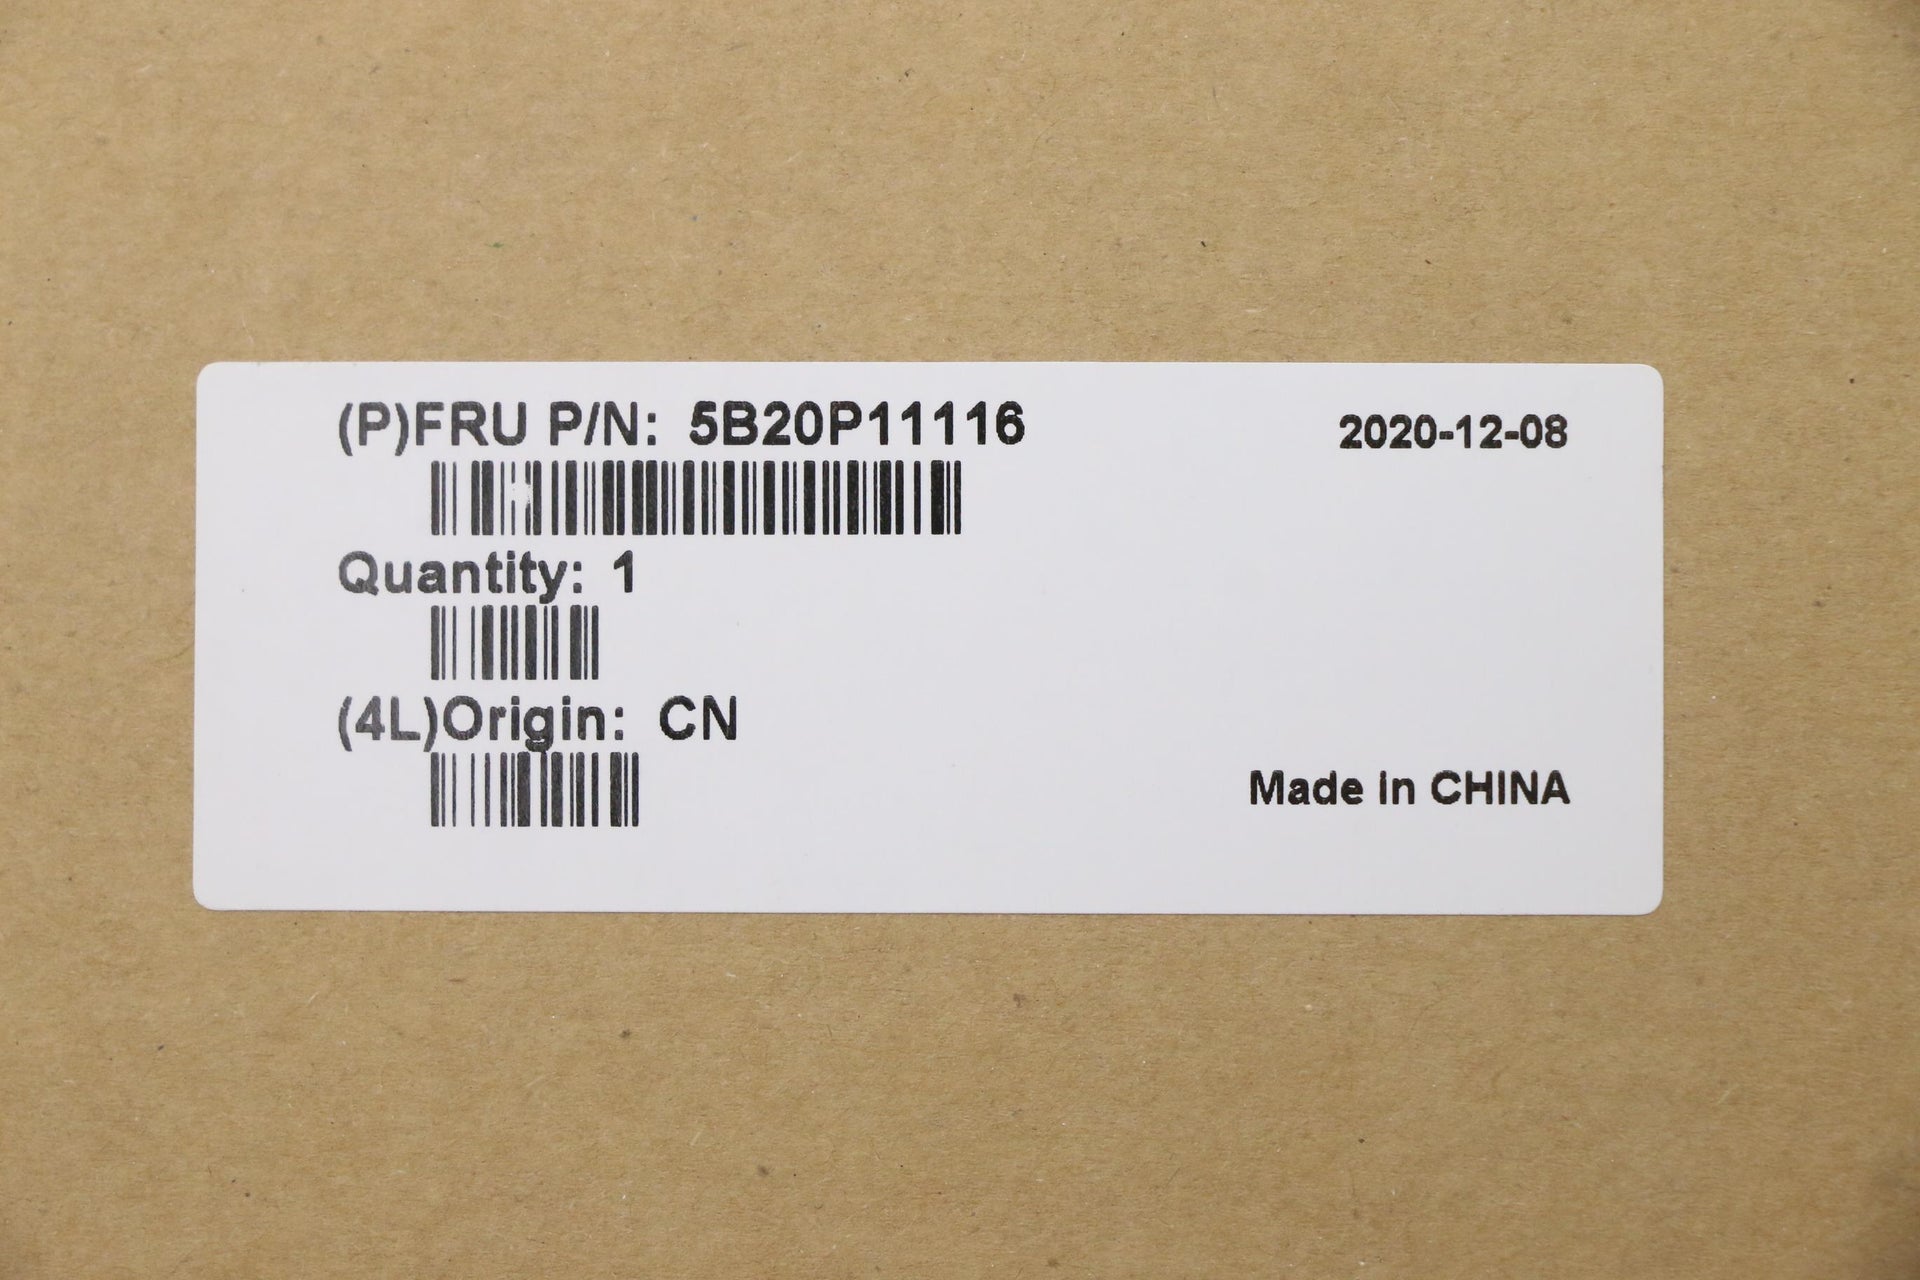 (P)FRU P/N: 5B20P11116
2020-12-08
Quantity: 1
(4L)Origin: CN
Made in CHINA